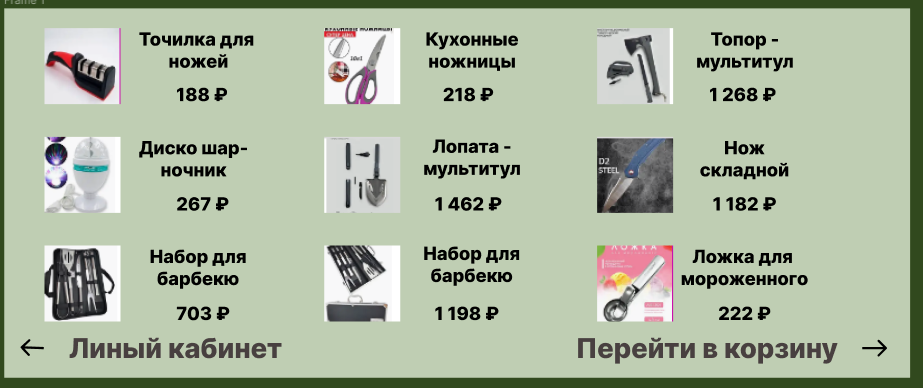 Frame 1
Точилка для
ножей
188 ₽
Кухонные
ножницы
218 ₽
Топор -
мультитул
1 268 ₽
Диско шар-
ночник
267 ₽
Лопата -
мультитул
1 462 ₽
D2
STEEL
Нож
складной
1 182 ₽
Набор для
барбекю
703 ₽
Набор для
барбекю
1 198 ₽
ЛОЖКА
Ложка для
мороженного
222 ₽
← Линый кабинет
Перейти в корзину →